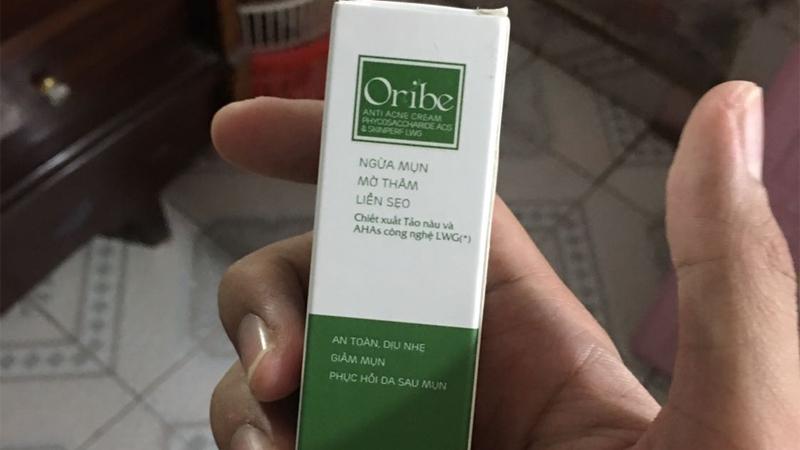 Oribe
ANTI ACNE CREAM
PHYCOSACCHARIDE ACG
& SKINPERF LWG
NGỪA MỤN
MỜ THÂM
LIỀN SẸO
Chiết xuất Tảo nâu và
AHAs công nghệ LWG(*)
AN TOÀN, DỊU NHẸ
GIẢM MỤN
PHỤC HỒI DA SAU MỤN